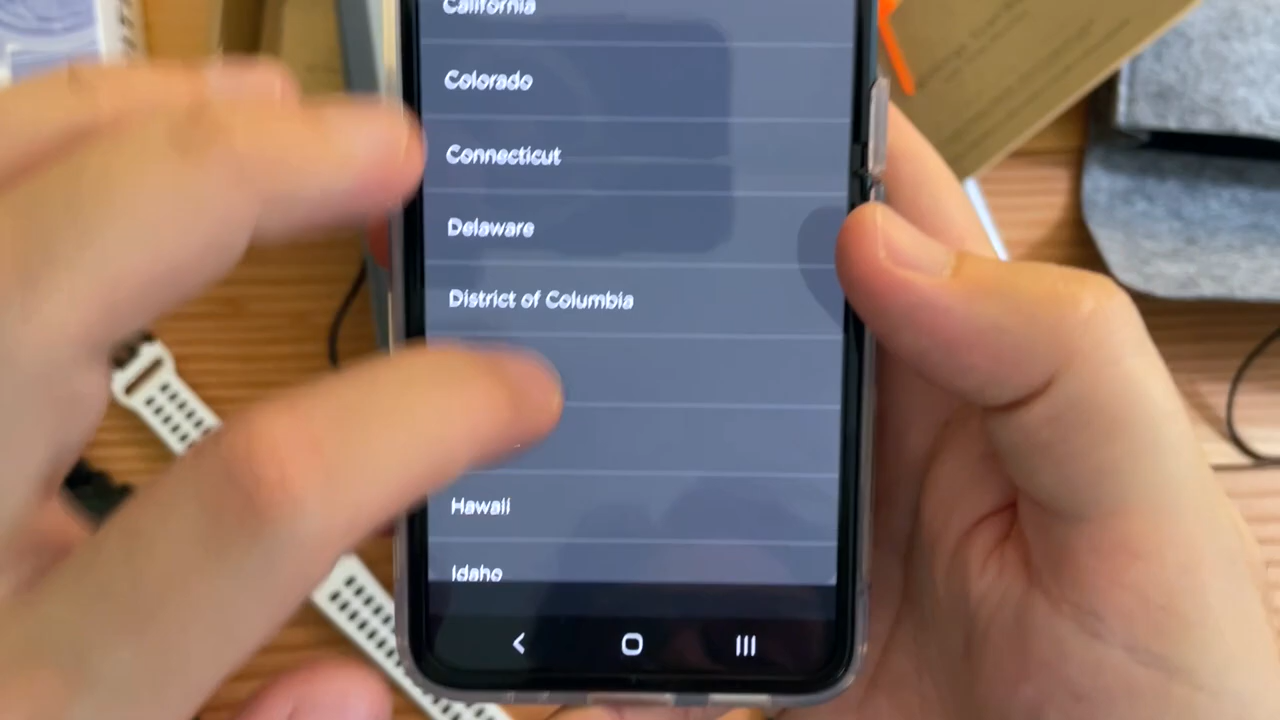 California
Colorado
Connecticut
Delaware
District of Columbia
Hawaii
Idaho